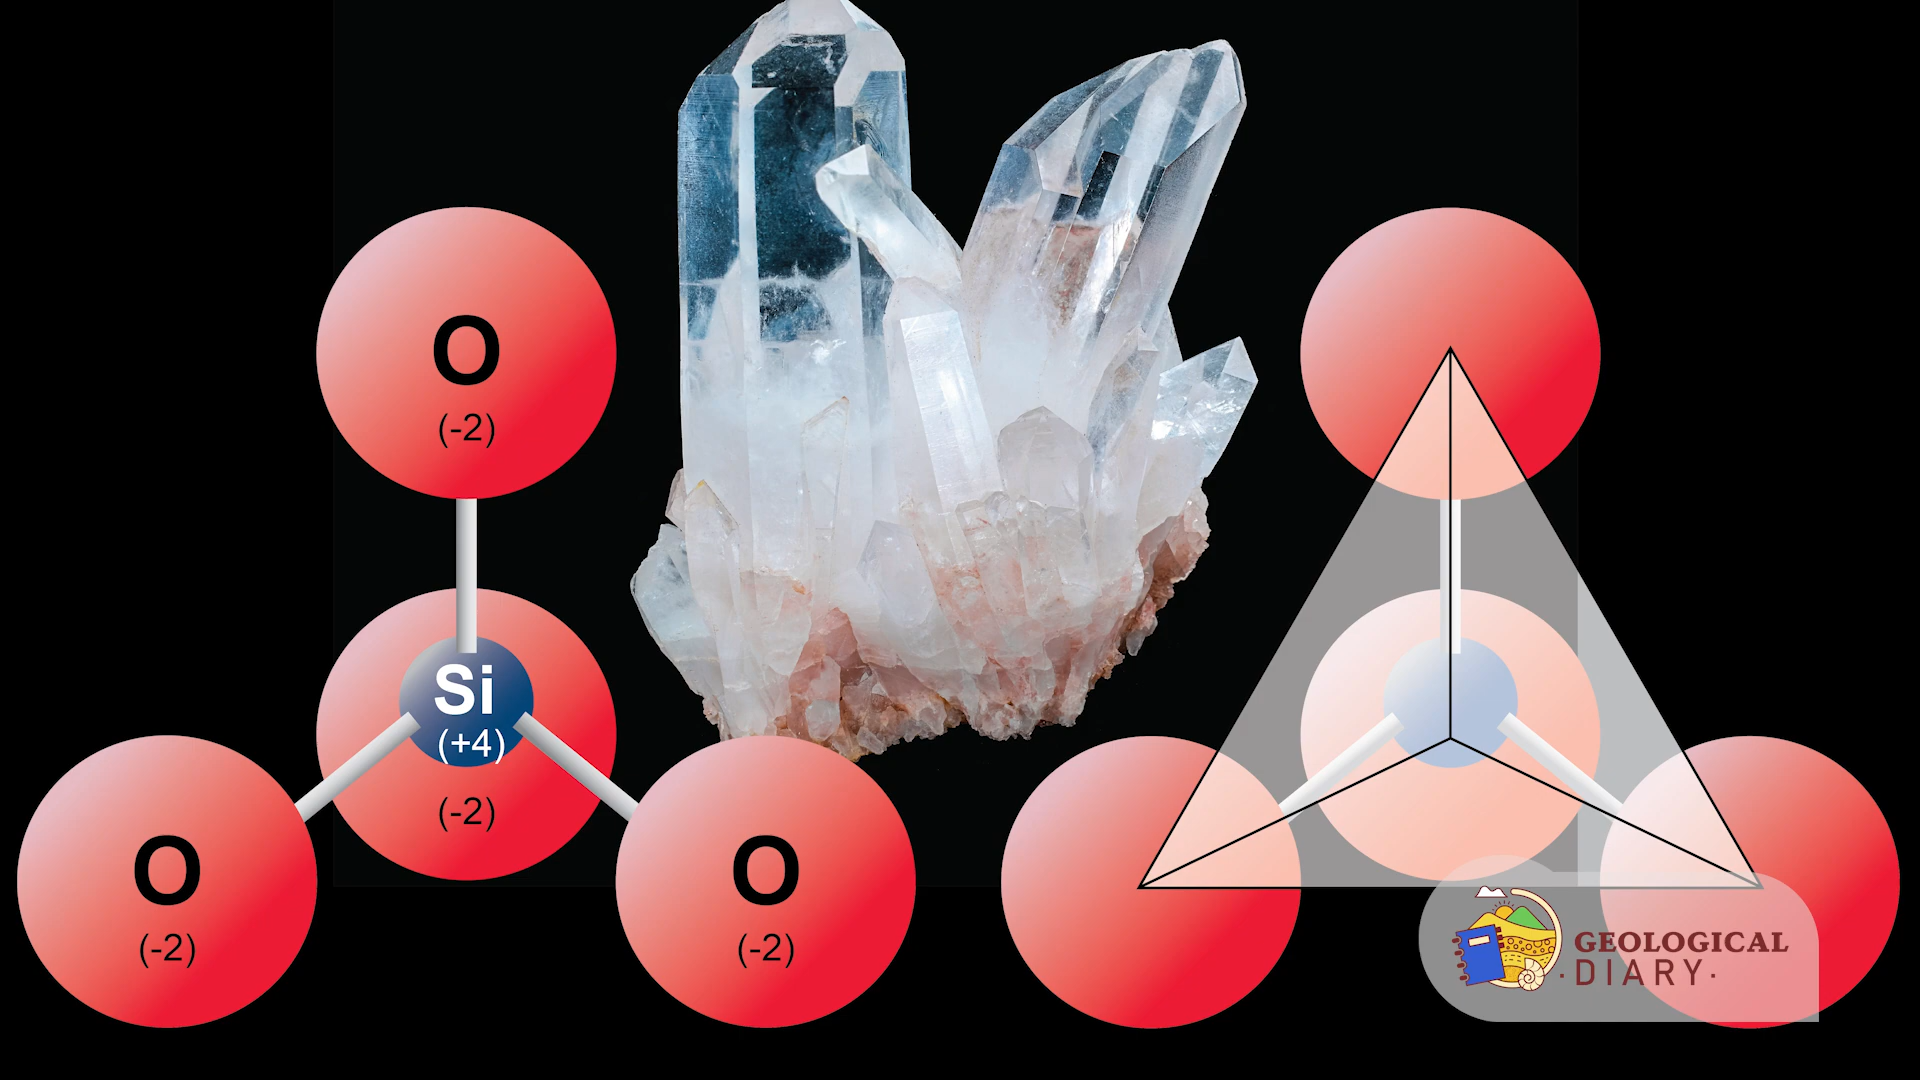 O
(-2)
Si
(+4)
(-2)
O
(-2)
O
(-2)
GEOLOGICAL
·DIARY·